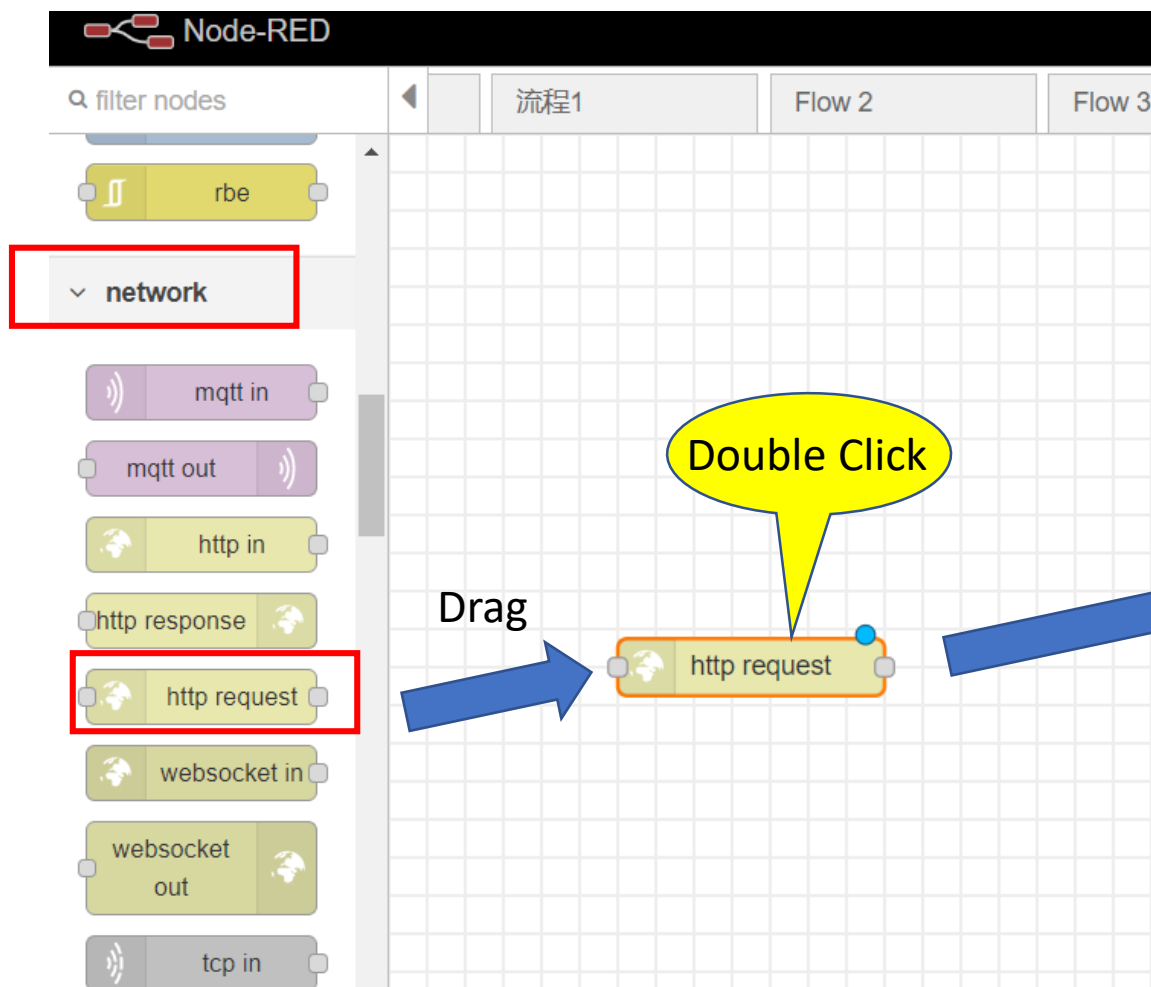 Node-RED
filter nodes
流程1
Flow 2
Flow 3
rbe
network
mqtt in
mqtt out
http in
http response
http request
websocket in
websocket
out
tcp in
Drag
Double Click
http request